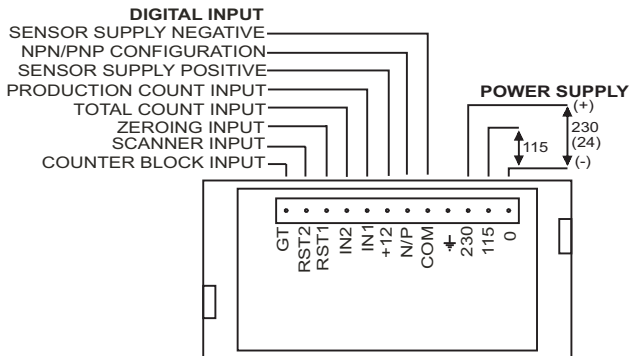 DIGITAL INPUT
SENSOR SUPPLY NEGATIVE
NPN/PNP CONFIGURATION
SENSOR SUPPLY POSITIVE
PRODUCTION COUNT INPUT
TOTAL COUNT INPUT
ZEROING INPUT
SCANNER INPUT
COUNTER BLOCK INPUT
POWER SUPPLY
(+)
230
(24)
(-)
115
GT
RST2
RST1
IN2
IN1
+12
N/P
COM
230
115
0